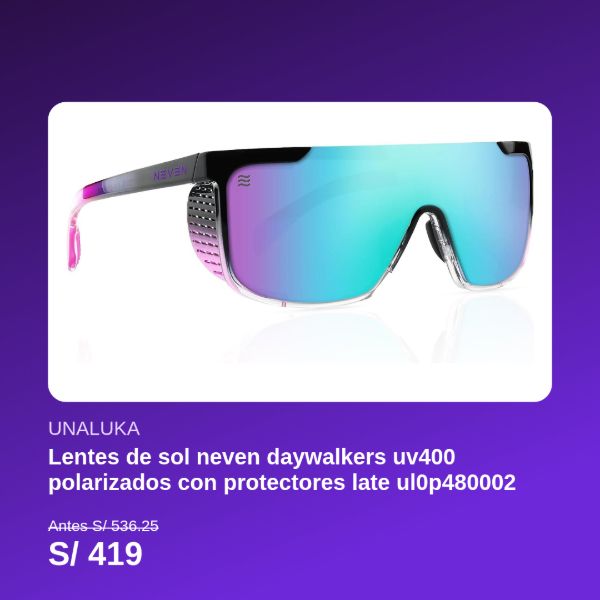 NEVEN
UNALUKA
Lentes de sol neven daywalkers uv400
polarizados con protectores late ul0p480002
Antes S/ 536.25
S/ 419